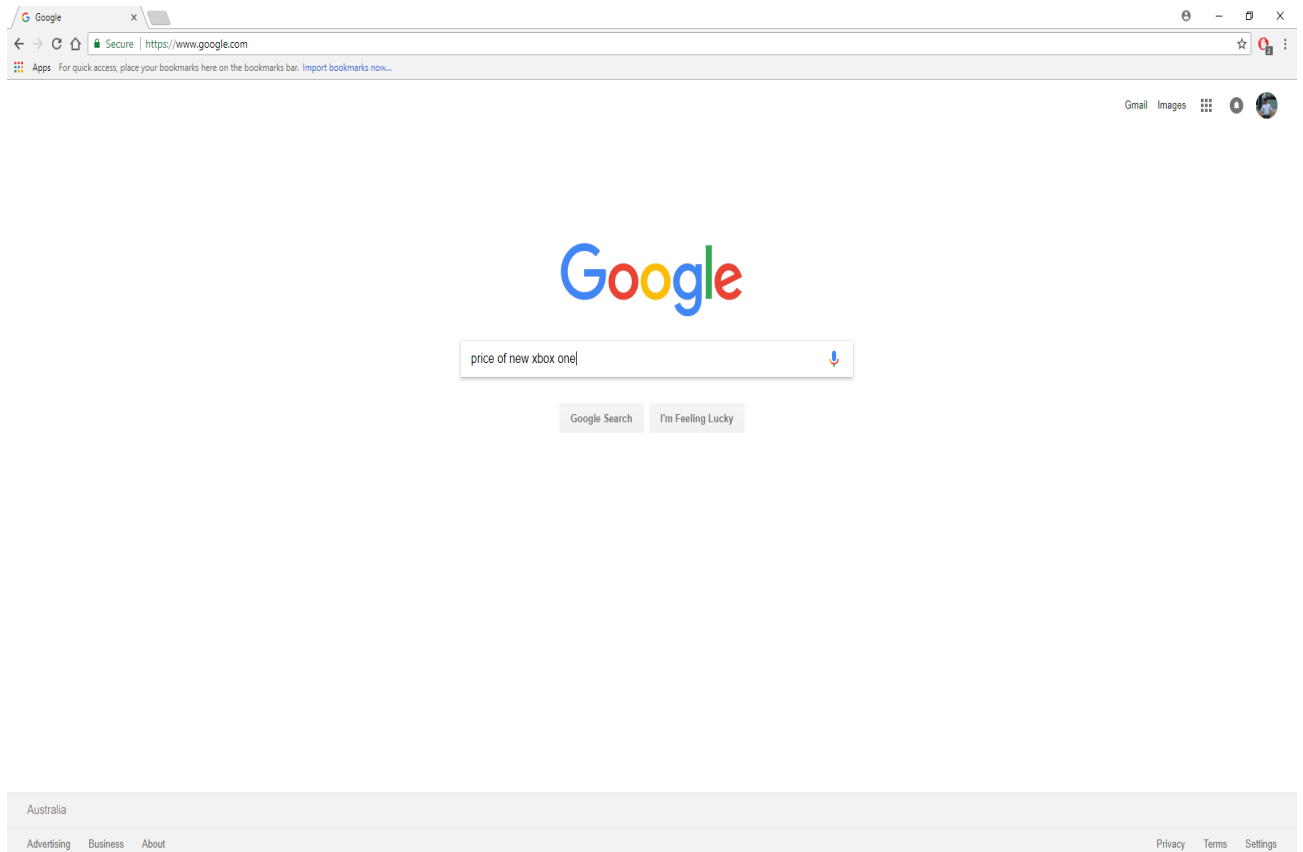 Google
Secure | https://www.google.com
Apps For quick access, place your bookmarks here on the bookmarks bar. Import bookmarks now...
Gmail Images
Google
price of new xbox one
Google Search I'm Feeling Lucky
Australia
Advertising Business About Privacy Terms Settings